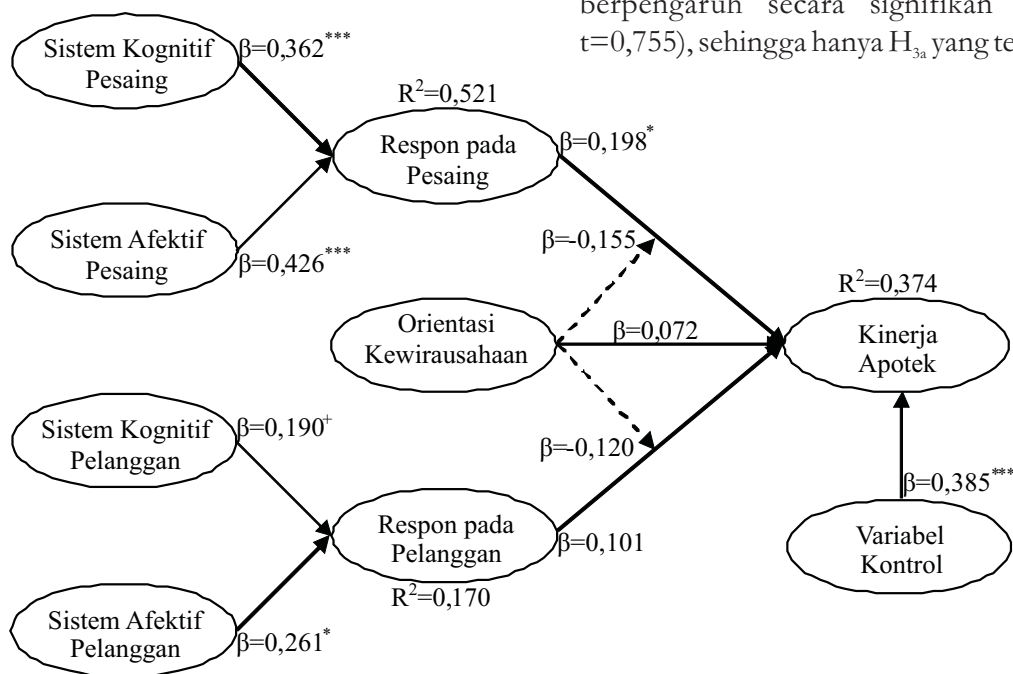 berpengaruh secara signifikan
t=0,755), sehingga hanya H3a yang te
Sistem Kognitif
Pesaing
β=0,362***
R²=0,521
Respon pada
Pesaing
β=0,198*
Sistem Afektif
Pesaing
β=0,426***
β=-0,155
Orientasi
Kewirausahaan
β=0,072
R²=0,374
Kinerja
Apotek
Sistem Kognitif
Pelanggan
β=0,190+
β=-0,120
Respon pada
Pelanggan
β=0,101
R²=0,170
β=0,385***
Variabel
Kontrol
Sistem Afektif
Pelanggan
β=0,261*